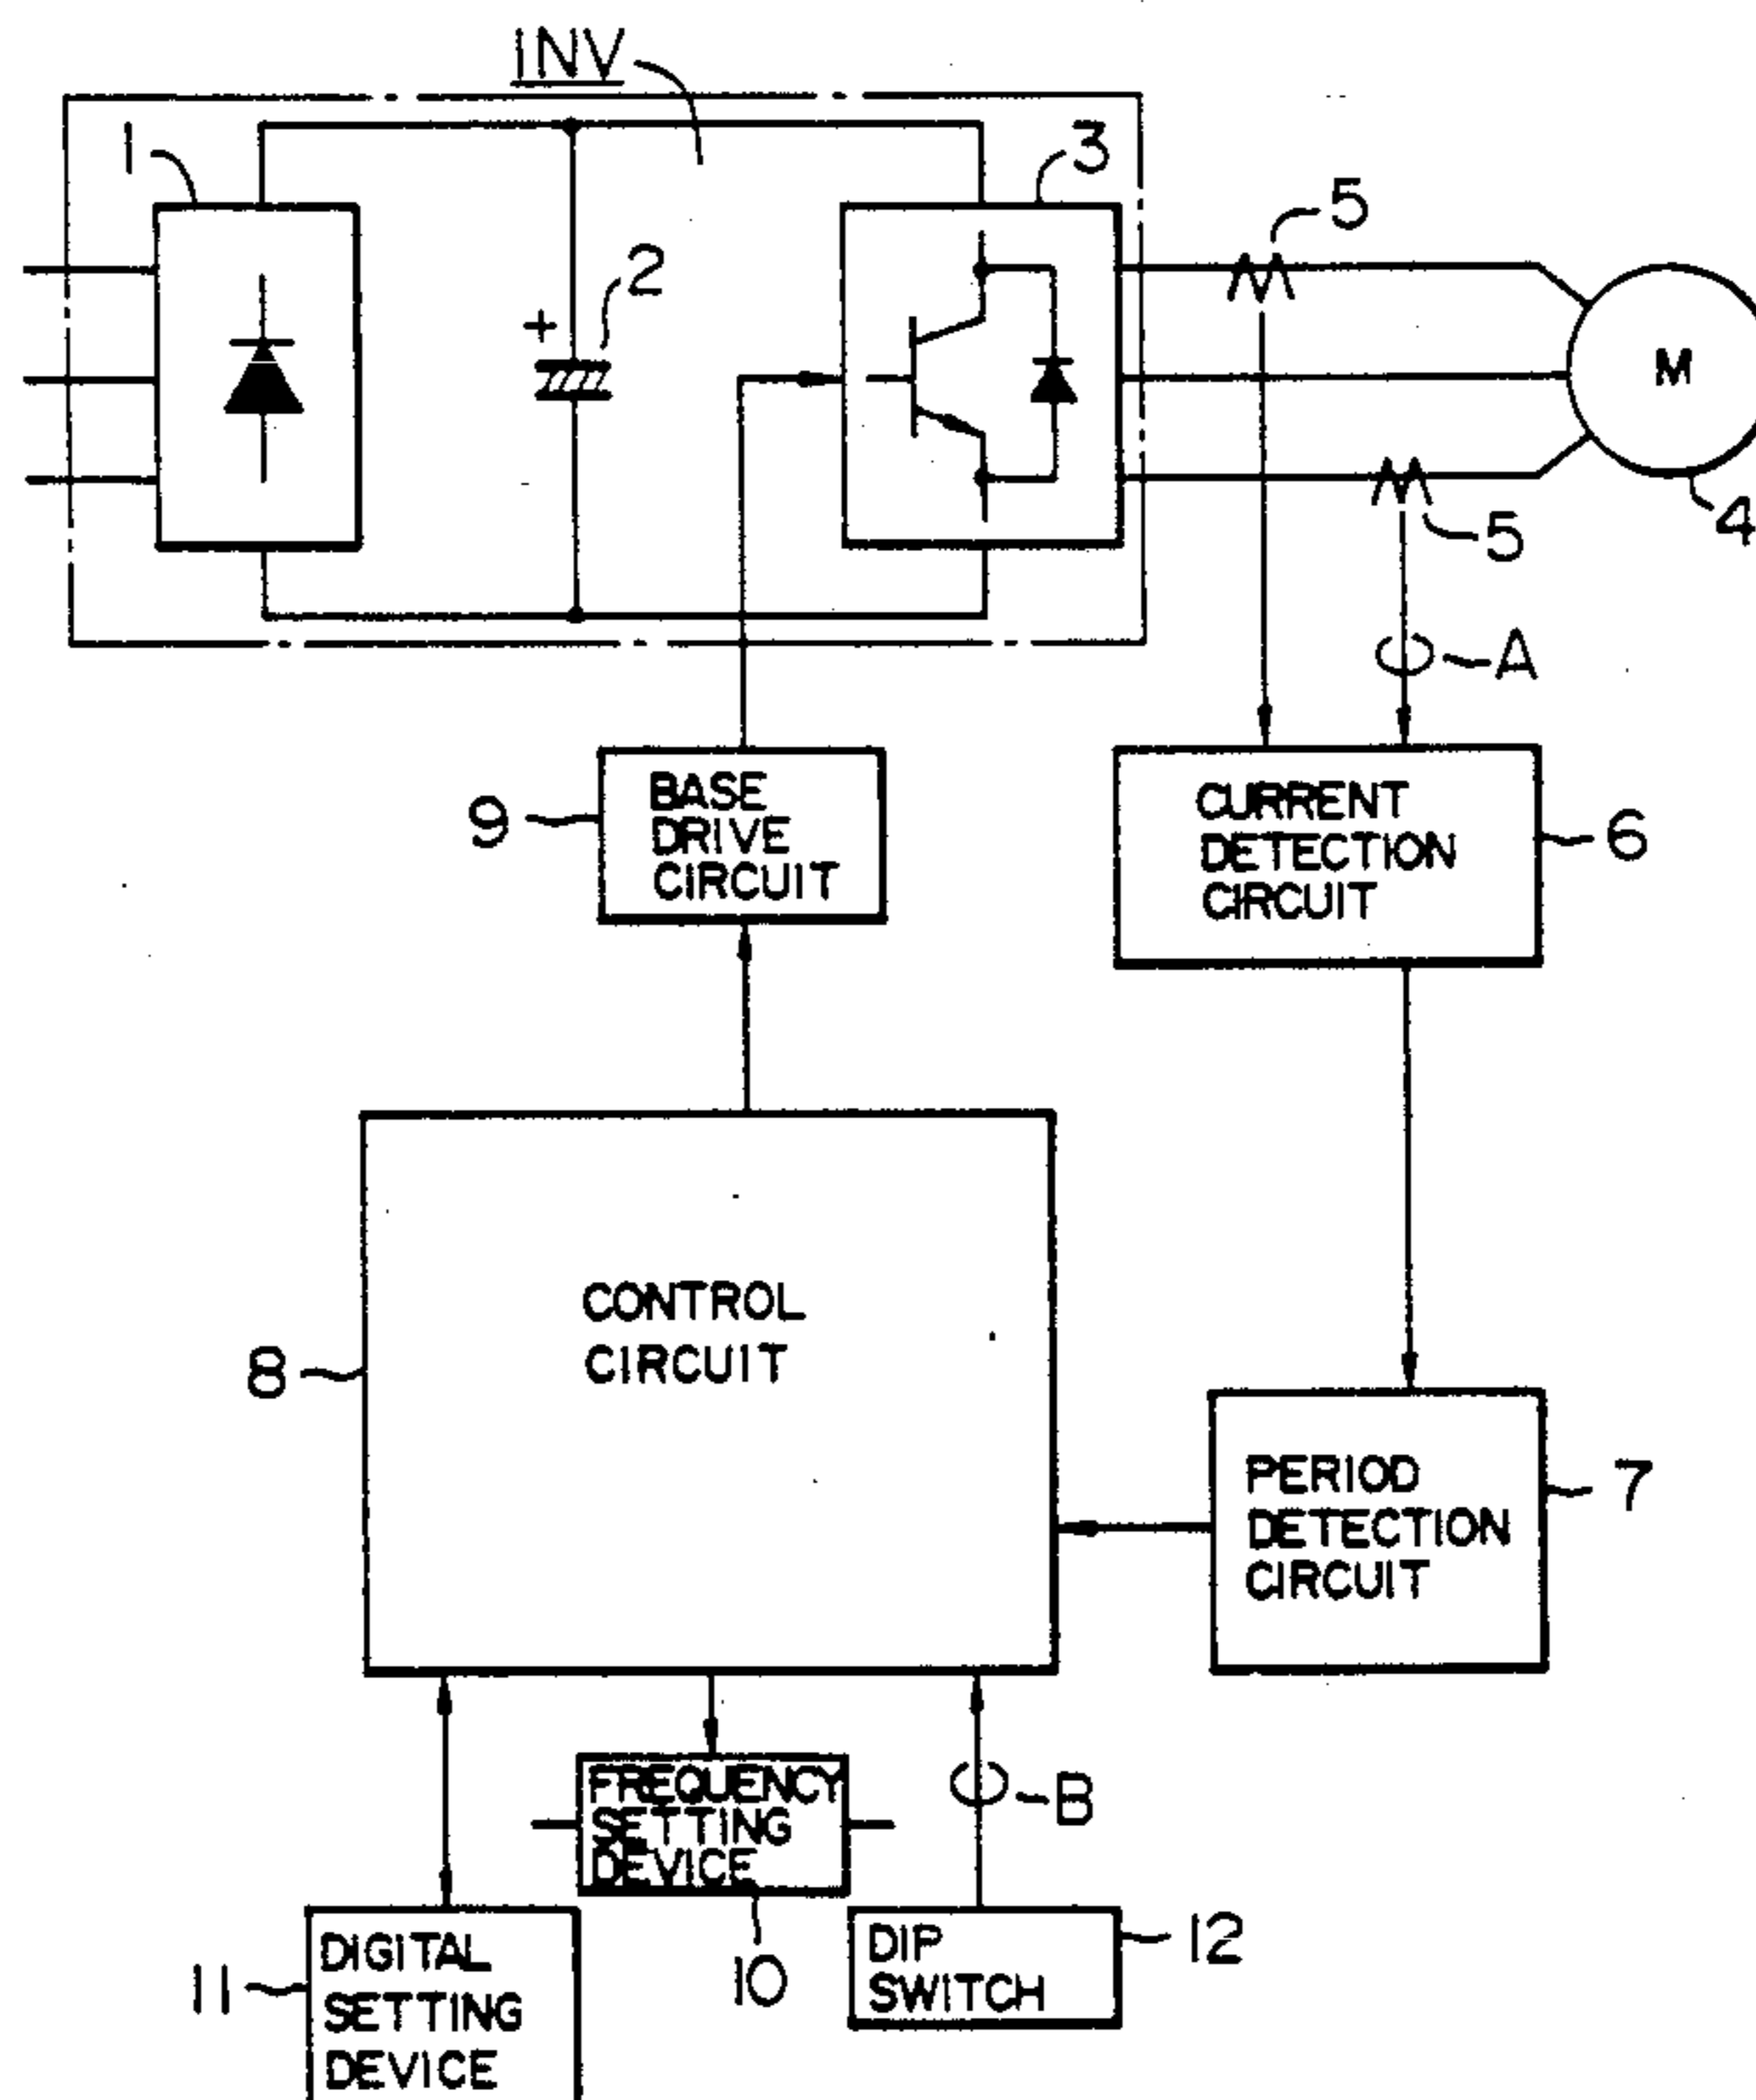 INV
1
2
3
5
+
M
5
4
A
9
BASE
DRIVE
CIRCUIT
CURRENT
DETECTION
CIRCUIT
6
8
CONTROL
CIRCUIT
PERIOD
DETECTION
CIRCUIT
7
B
FREQUENCY
SETTING
DEVICE
10
11
DIGITAL
SETTING
DEVICE
DIP
SWITCH
12